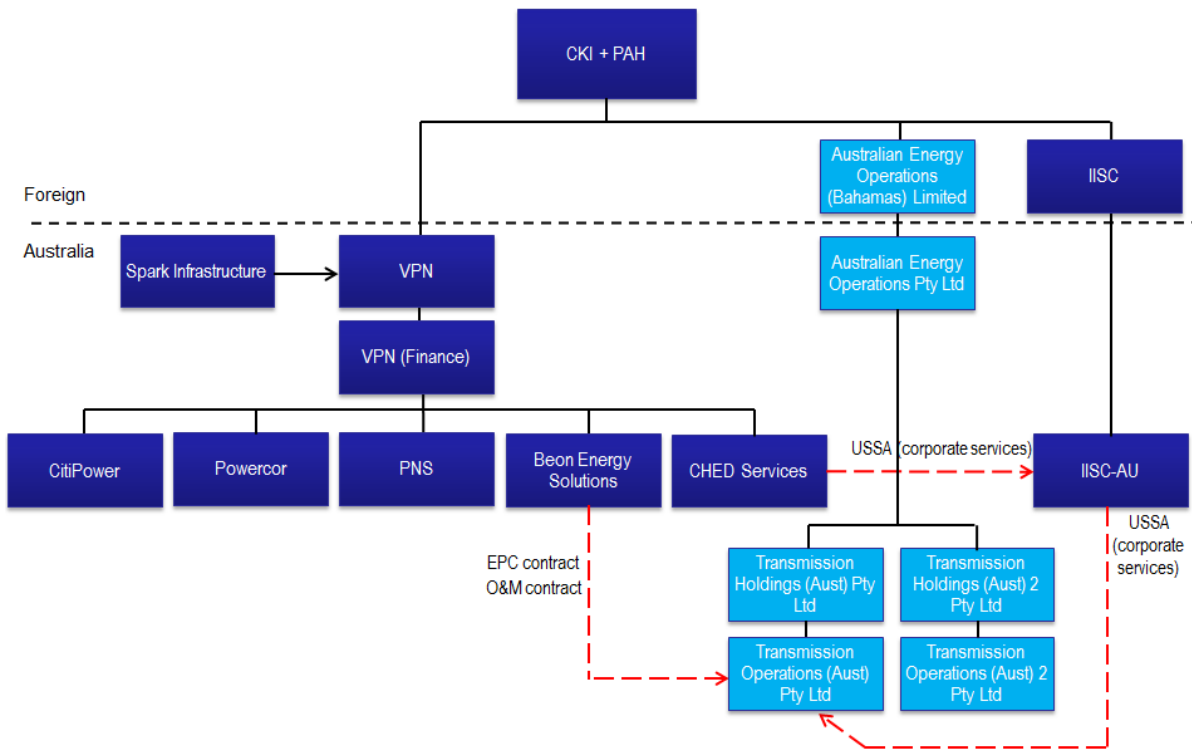 CKI + PAH
Australian Energy
Operations
(Bahamas) Limited
IISC
Foreign
Australia
Spark Infrastructure
VPN
Australian Energy
Operations Pty Ltd
VPN (Finance)
CitiPower
Powercor
PNS
Beon Energy
Solutions
CHED Services
USSA (corporate services)
IISC-AU
USSA
(corporate
services)
EPC contract
O&M contract
Transmission
Holdings (Aust) Pty
Ltd
Transmission
Holdings (Aust) 2
Pty Ltd
Transmission
Operations (Aust)
Pty Ltd
Transmission
Operations (Aust) 2
Pty Ltd